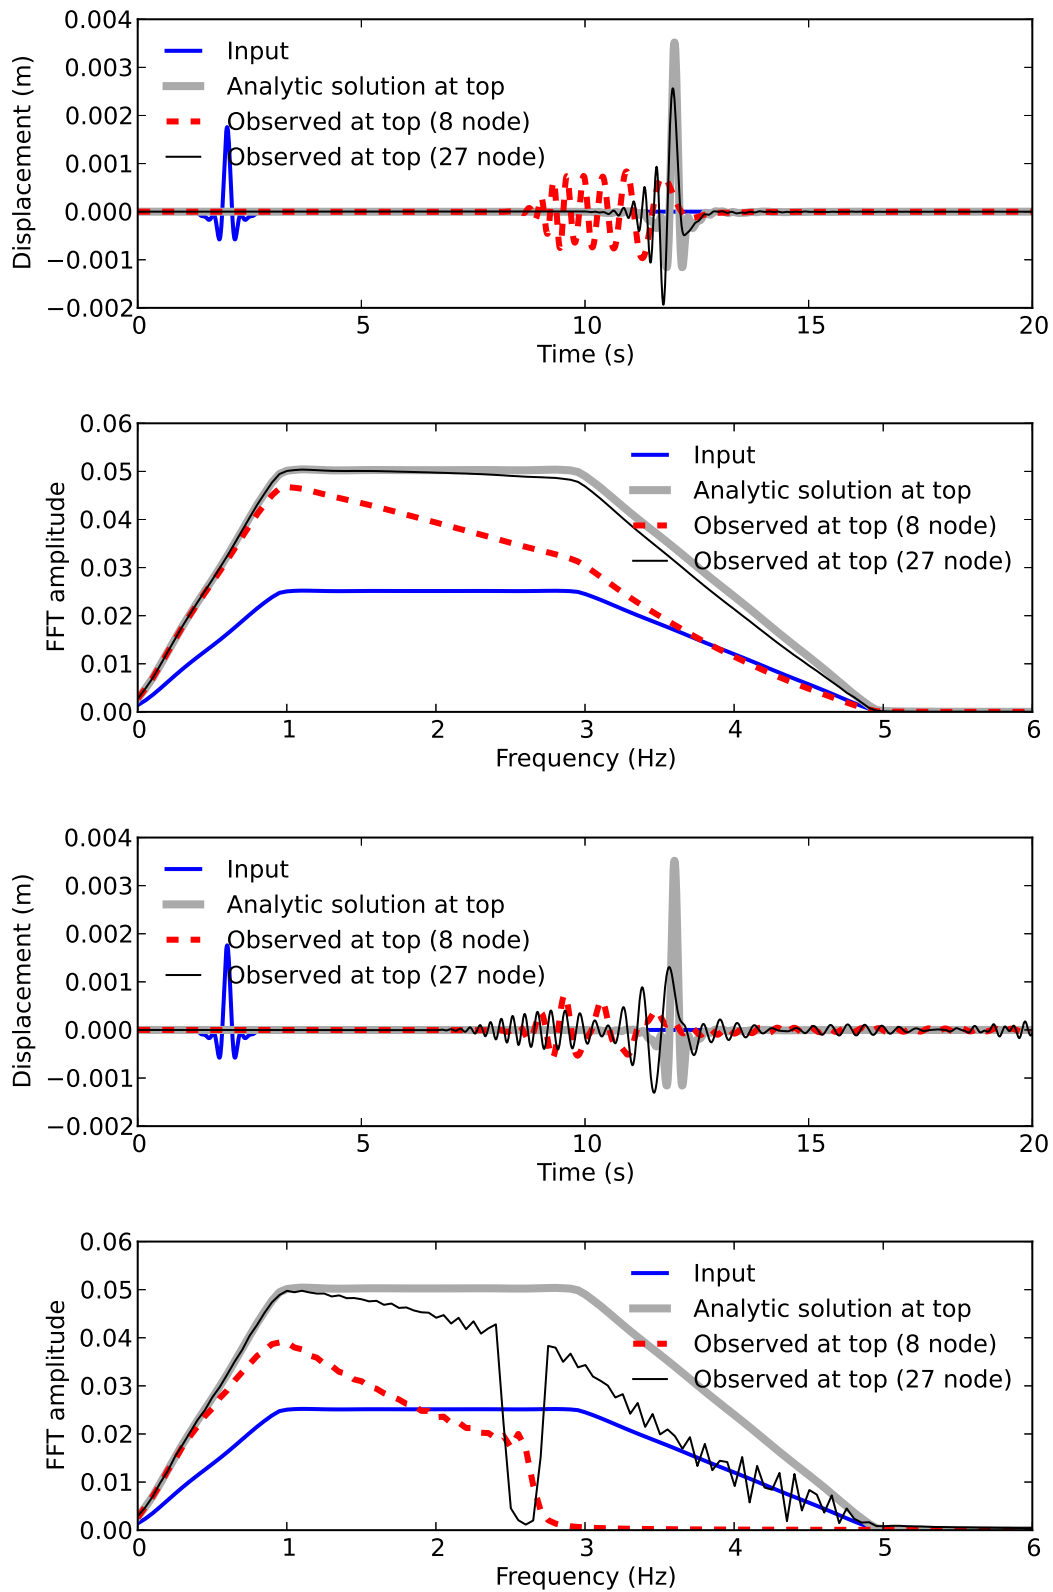 0.004
0.003
0.002
0.001
0.000
−0.001
−0.002
Displacement (m)
Input
Analytic solution at top
Observed at top (8 node)
Observed at top (27 node)
0 5 10 15 20
Time (s)
0.06
0.05
0.04
0.03
0.02
0.01
0.00
FFT amplitude
Input
Analytic solution at top
Observed at top (8 node)
Observed at top (27 node)
0 1 2 3 4 5 6
Frequency (Hz)
0.004
0.003
0.002
0.001
0.000
−0.001
−0.002
Displacement (m)
Input
Analytic solution at top
Observed at top (8 node)
Observed at top (27 node)
0 5 10 15 20
Time (s)
0.06
0.05
0.04
0.03
0.02
0.01
0.00
FFT amplitude
Input
Analytic solution at top
Observed at top (8 node)
Observed at top (27 node)
0 1 2 3 4 5 6
Frequency (Hz)